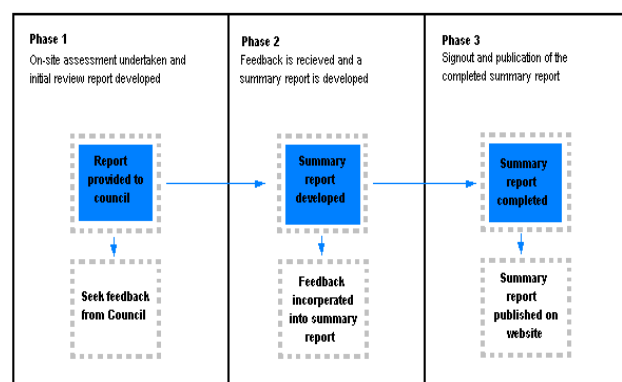 Phase 1
On-site assessment undertaken and
initial review report developed
Report
provided to
council
Seek feedback
from Council
Phase 2
Feedback is recieved and a
summary report is developed
Summary
report
developed
Feedback
incorperated
into summary
report
Phase 3
Signout and publication of the
completed summary report
Summary
report
completed
Summary
report
published on
website